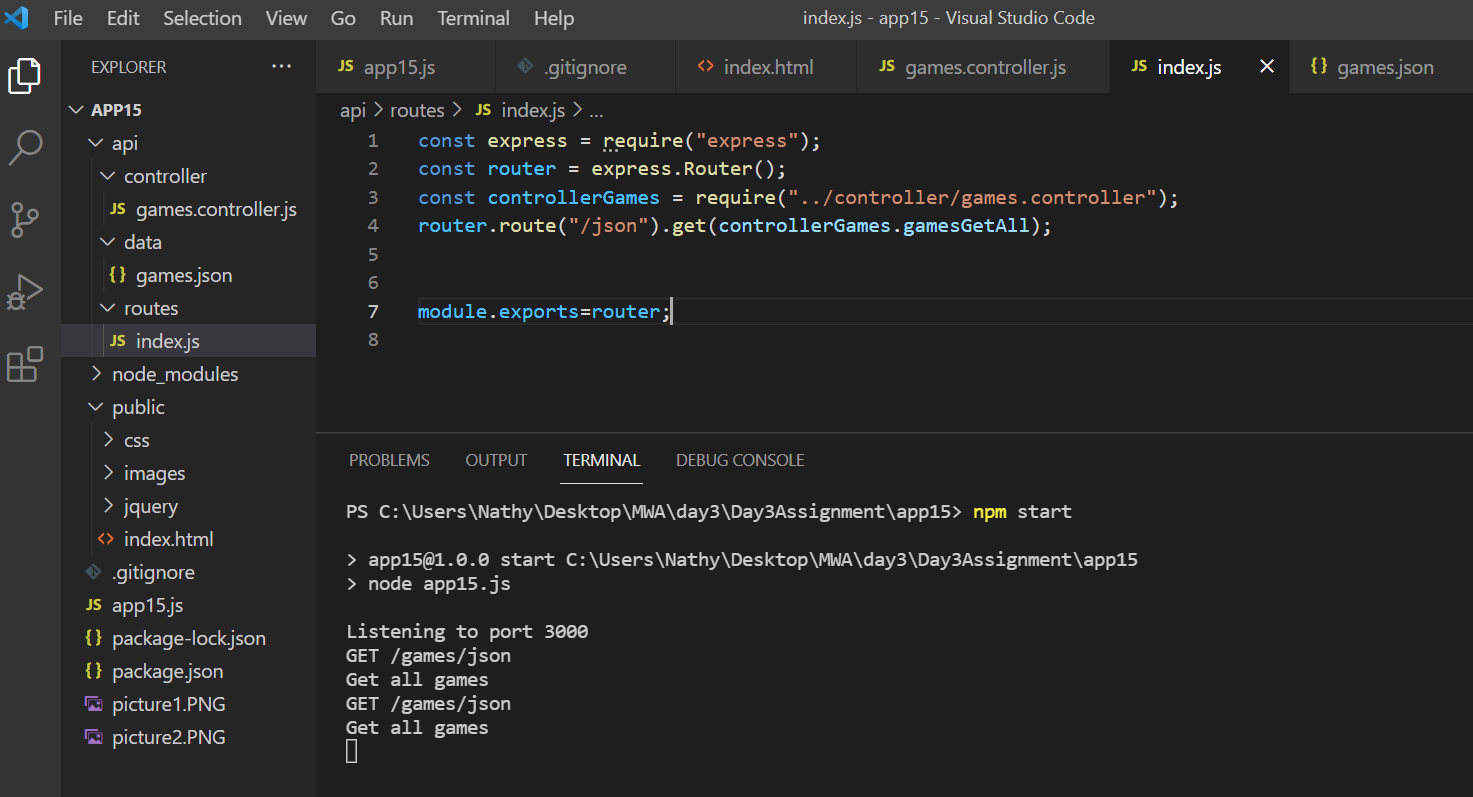 File Edit Selection View Go Run Terminal Help index.js - app15 - Visual Studio Code
EXPLORER ...
APP15
api
controller
JS games.controller.js
data
{} games.json
routes
JS index.js
node_modules
public
css
images
jquery
<> index.html
.gitignore
JS app15.js
{} package-lock.json
{} package.json
picture1.PNG
picture2.PNG
JS app15.js .gitignore <> index.html JS games.controller.js JS index.js {} games.json
api > routes > JS index.js > ...
1 const express = require("express");
2 const router = express.Router();
3 const controllerGames = require("../controller/games.controller");
4 router.route("/json").get(controllerGames.gamesGetAll);
5
6
7 module.exports=router;
8
PROBLEMS OUTPUT TERMINAL DEBUG CONSOLE
PS C:\Users\Nathy\Desktop\MWA\day3\Day3Assignment\app15> npm start
> app15@1.0.0 start C:\Users\Nathy\Desktop\MWA\day3\Day3Assignment\app15
> node app15.js
Listening to port 3000
GET /games/json
Get all games
GET /games/json
Get all games